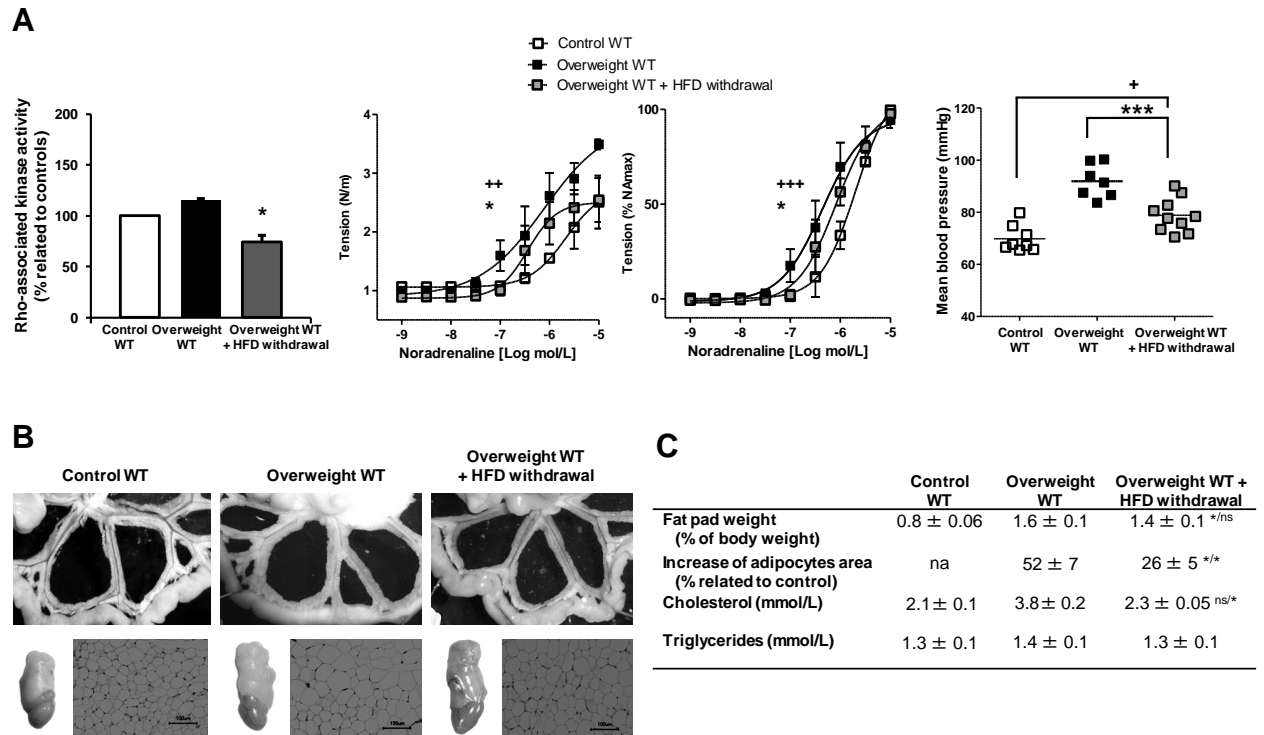 A
Control WT
Overweight WT
Overweight WT + HFD withdrawal
Rho-associated kinase activity
(% related to controls)
200
150
100
50
0
*
Control
WT
Overweight
WT
Overweight WT
+ HFD withdrawal
Tension (N/m)
4
3
2
1
++
*
-9 -8 -7 -6 -5
Noradrenaline [Log mol/L]
Tension (% NAmax)
100
50
0
+++
*
-9 -8 -7 -6 -5
Noradrenaline [Log mol/L]
Mean blood pressure (mmHg)
120
100
80
60
40
+
***
Control
WT
Overweight
WT
Overweight WT
+ HFD withdrawal
B
Control WT
Overweight WT
Overweight WT
+ HFD withdrawal
100um
100um
100um
C
Control
WT
Overweight
WT
Overweight WT +
HFD withdrawal
Fat pad weight
(% of body weight)
0.8 ± 0.06 1.6 ± 0.1 1.4 ± 0.1 */ns
Increase of adipocytes area
(% related to control)
na 52 ± 7 26 ± 5 */*
Cholesterol (mmol/L) 2.1 ± 0.1 3.8 ± 0.2 2.3 ± 0.05 ns/*
Triglycerides (mmol/L) 1.3 ± 0.1 1.4 ± 0.1 1.3 ± 0.1